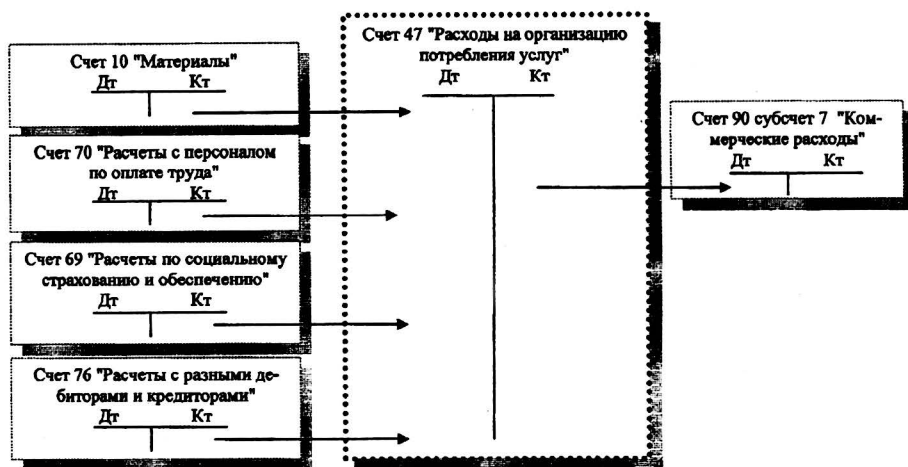 Счет 10 "Материалы"
Дт Кт
Счет 70 "Расчеты с персоналом
по оплате труда"
Дт Кт
Счет 69 "Расчеты по социальному
страхованию и обеспечению"
Дт Кт
Счет 76 "Расчеты с разными де-
биторами и кредиторами"
Дт Кт
Счет 47 "Расходы на организацию
потребления услуг"
Дт Кт
Счет 90 субсчет 7 "Ком-
мерческие расходы"
Дт Кт